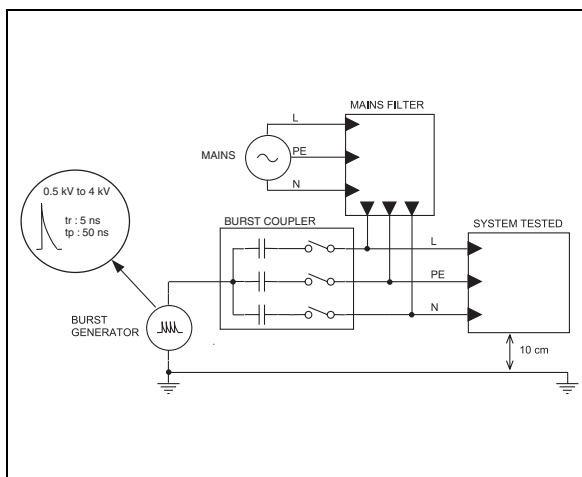 MAINS FILTER
L
MAINS
PE
N
0.5 kV to 4 kV
tr : 5 ns
tp : 50 ns
BURST COUPLER
SYSTEM TESTED
L
PE
N
BURST
GENERATOR
10 cm